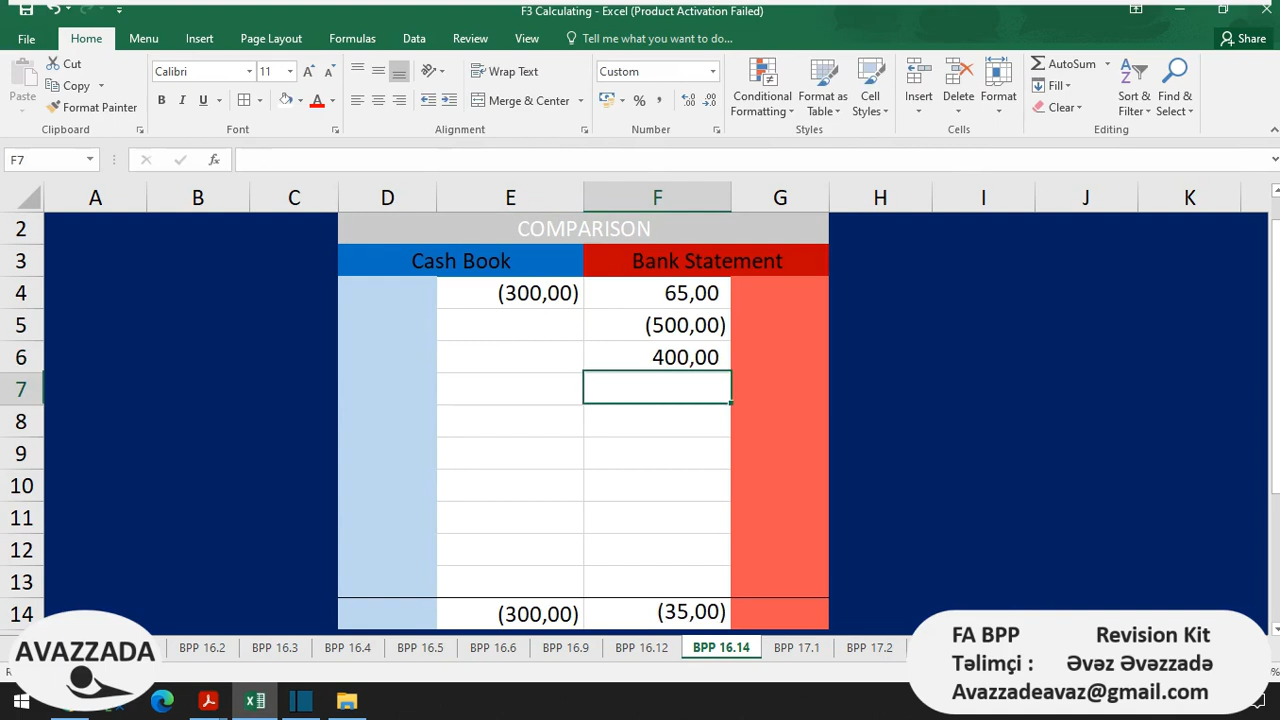 F3 Calculating - Excel (Product Activation Failed)
File Home Menu Insert Page Layout Formulas Data Review View Tell me what you want to do... Share
Cut
Copy
Format Painter
Paste
Clipboard
Calibri 11
B I U
Font
Wrap Text
Merge & Center
Alignment
Custom
% ,
Number
Conditional Formatting
Format as Table
Cell Styles
Styles
Insert Delete Format
Cells
AutoSum
Fill
Clear
Sort & Filter
Find & Select
Editing
F7 fx
A B C D E F G H I J K
2 COMPARISON
3 Cash Book Bank Statement
4 (300,00) 65,00
5 (500,00)
6 400,00
7
8
9
10
11
12
13
14 (300,00) (35,00)
BPP 16.2 BPP 16.3 BPP 16.4 BPP 16.5 BPP 16.6 BPP 16.9 BPP 16.12 BPP 16.14 BPP 17.1 BPP 17.2
AVAZZADA
FA BPP Revision Kit
Təlimçi : Əvəz Əvəzzadə
Avazzadeavaz@gmail.com